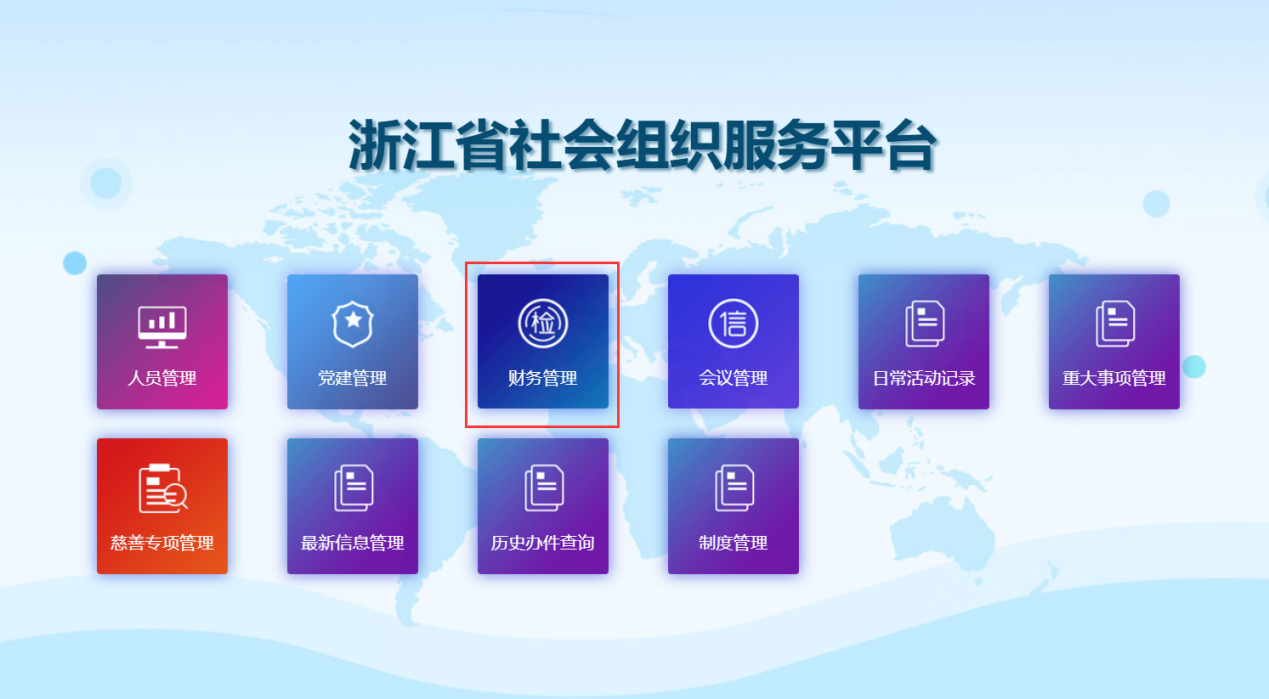 浙江省社会组织服务平台
检
信
人员管理
党建管理
财务管理
会议管理
日常活动记录
重大事项管理
慈善专项管理
最新信息管理
历史办件查询
制度管理